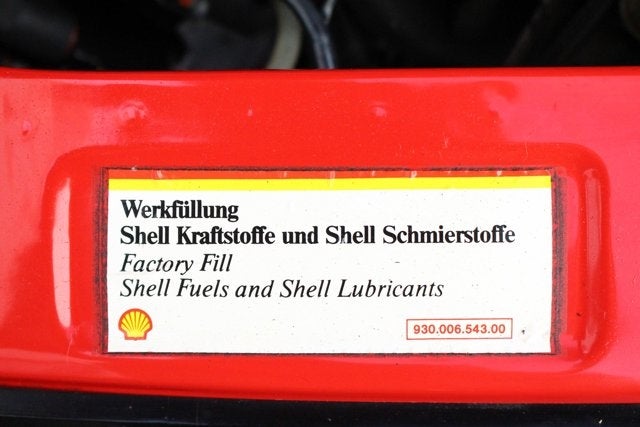 Werkfüllung
Shell Kraftstoffe und Shell Schmierstoffe
Factory Fill
Shell Fuels and Shell Lubricants
930.006.543.00